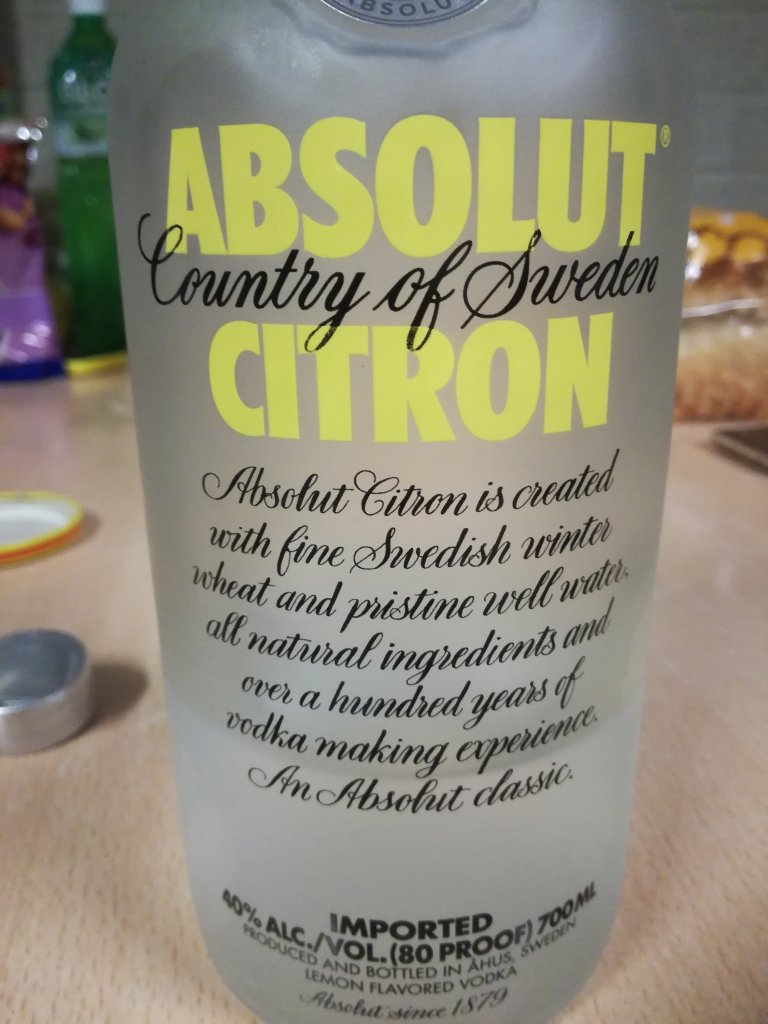 ABSOLU
ABSOLUT®
Country of Sweden
CITRON
Absolut Citron is created
with fine Swedish winter
wheat and pristine well water,
all natural ingredients and
over a hundred years of
vodka making experience.
An Absolut classic.
IMPORTED
40% ALC./VOL.(80 PROOF) 700ML
PRODUCED AND BOTTLED IN ÅHUS, SWEDEN
LEMON FLAVORED VODKA
Absolut since 1879